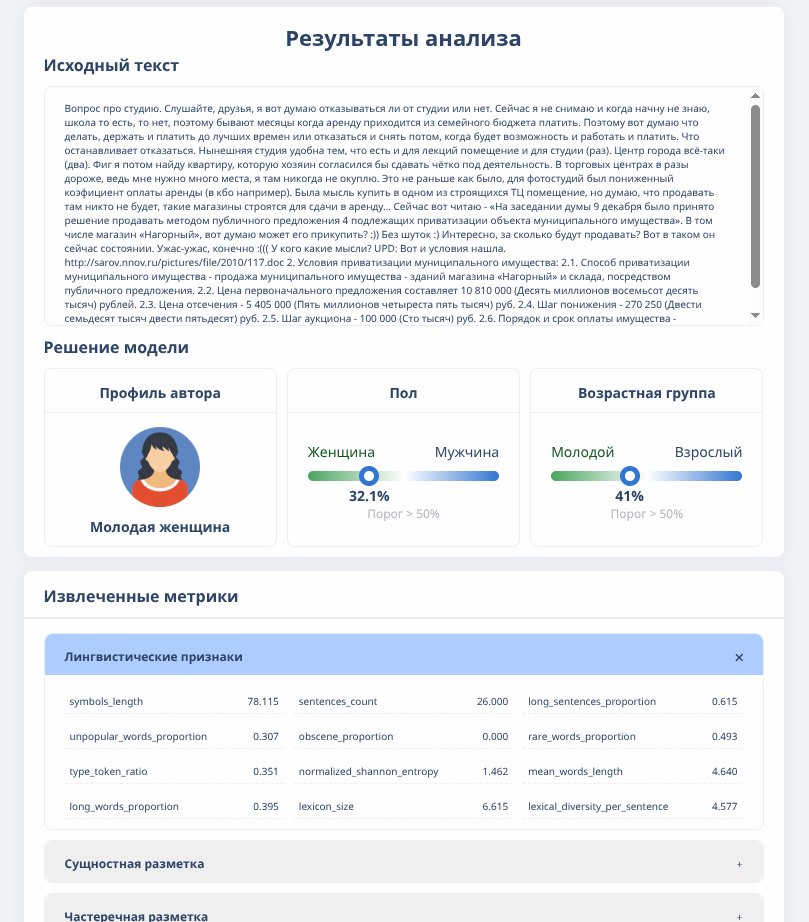 Результаты анализа
Исходный текст
Вопрос про студию. Слушайте, друзья, я вот думаю отказываться ли от студии или нет. Сейчас я не снимаю и когда начну не знаю,
школа то есть, то нет, поэтому бывают месяцы когда аренду приходится из семейного бюджета платить. Поэтому вот думаю что
делать, держать и платить до лучших времен или отказаться и снять потом, когда будет возможность и работать и платить. Что
останавливает отказаться. Нынешняя студия удобна тем, что есть и для лекций помещение и для студии (раз). Центр города всё-таки
(два). Фиг я потом найду квартиру, которую хозяин согласился бы сдавать чётко под деятельность. В торговых центрах в разы
дороже, ведь мне нужно много места, я там никогда не окуплю. Это не раньше как было, для фотостудий был пониженный
коэфициент оплаты аренды (в кбо например). Была мысль купить в одном из строящихся ТЦ помещение, но думаю, что продавать
там никто не будет, такие магазины строятся для сдачи в аренду... Сейчас вот читаю - «На заседании думы 9 декабря было принято
решение продавать методом публичного предложения 4 подлежащих приватизации объекта муниципального имущества». В том
числе магазин «Нагорный», вот думаю может его прикупить? :)) Без шуток :) Интересно, за сколько будут продавать? Вот в таком он
сейчас состоянии. Ужас-ужас, конечно :((( У кого какие мысли? UPD: Вот и условия нашла.
http://sarov.nnov.ru/pictures/file/2010/117.doc 2. Условия приватизации муниципального имущества: 2.1. Способ приватизации
муниципального имущества - продажа муниципального имущества - зданий магазина «Нагорный» и склада, посредством
публичного предложения. 2.2. Цена первоначального предложения составляет 10 810 000 (Десять миллионов восемьсот десять
тысяч) рублей. 2.3. Цена отсечения - 5 405 000 (Пять миллионов четыреста пять тысяч) руб. 2.4. Шаг понижения - 270 250 (Двести
семьдесят тысяч двести пятьдесят) руб. 2.5. Шаг аукциона - 100 000 (Сто тысяч) руб. 2.6. Порядок и срок оплаты имущества -
Решение модели
Профиль автора
Пол
Возрастная группа
Женщина Мужчина
Молодой Взрослый
32.1%
41%
Порог > 50%
Порог > 50%
Молодая женщина
Извлеченные метрики
Лингвистические признаки ×
symbols_length 78.115 sentences_count 26.000 long_sentences_proportion 0.615
unpopular_words_proportion 0.307 obscene_proportion 0.000 rare_words_proportion 0.493
type_token_ratio 0.351 normalized_shannon_entropy 1.462 mean_words_length 4.640
long_words_proportion 0.395 lexicon_size 6.615 lexical_diversity_per_sentence 4.577
Сущностная разметка +
Частеречная разметка +